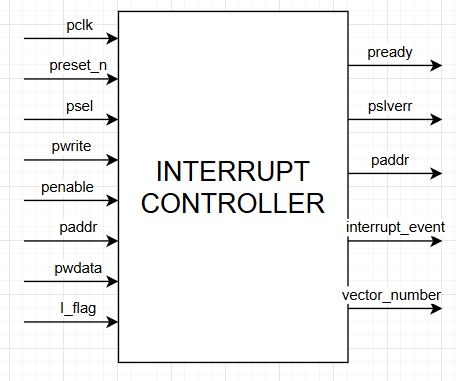 pclk
preset_n
psel
pwrite
penable
paddr
pwdata
I_flag
INTERRUPT
CONTROLLER
pready
pslverr
paddr
interrupt_event
vector_number